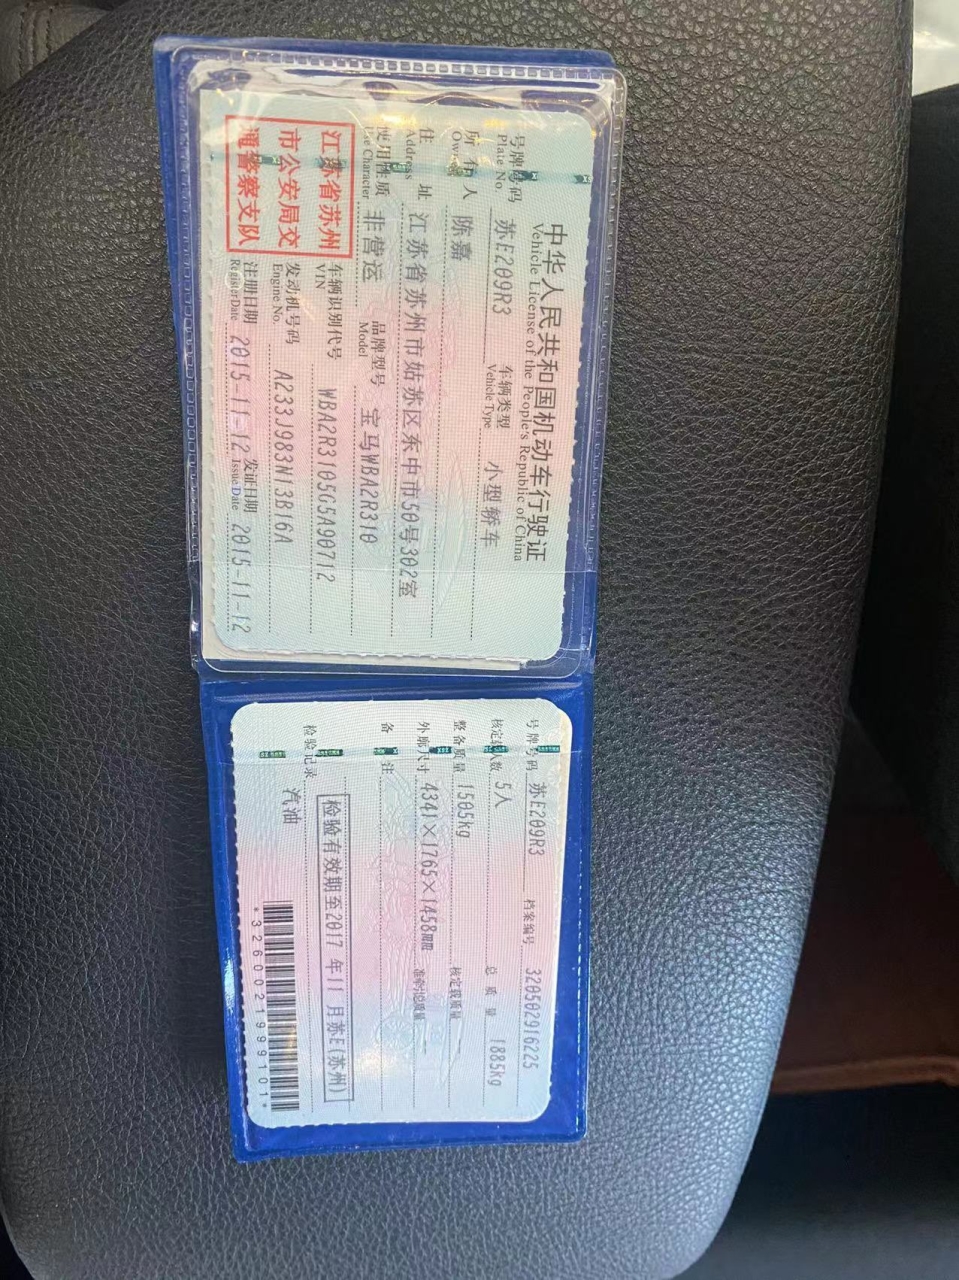 中华人民共和国机动车行驶证
Vehicle License of the People's Republic of China
号牌号码 苏E209R3 车辆类型 小型轿车
Plate No. Vehicle Type
所有人 陈嘉
Owner
住址 江苏省苏州市姑苏区东中市50号302室
Address
使用性质 非营运 品牌型号 宝马WBA2R310
Use Character Model
江苏省苏州
市公安局交
通警察支队
车辆识别代号 WBA2R3105G5A90712
VIN
发动机号码 A233J983N13B16A
Engine No.
注册日期 2015-11-12 发证日期 2015-11-12
Register Date Issue Date
号牌号码 苏E209R3 档案编号 320502916225
核定载人数 5人 总质量 1885kg
整备质量 1505kg 核定载质量 —
外廓尺寸 4341×1765×1458mm 准牵引总质量 —
备注
检验有效期至2017年11月苏E(苏州)
检验记录
汽油
*3260021999101*